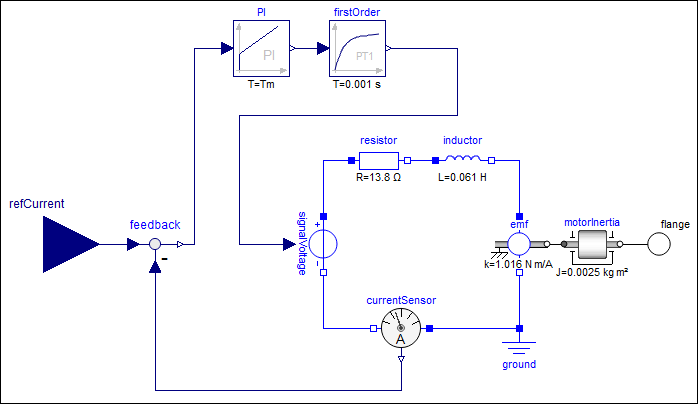 PI
firstOrder
PI
PT1
T=Tm
T=0.001 s
resistor
inductor
R=13.8 Ω
L=0.061 H
refCurrent
feedback
signalVoltage
+
-
emf
motorInertia
flange
k=1.016 N m/A
J=0.0025 kg m²
-
currentSensor
A
ground